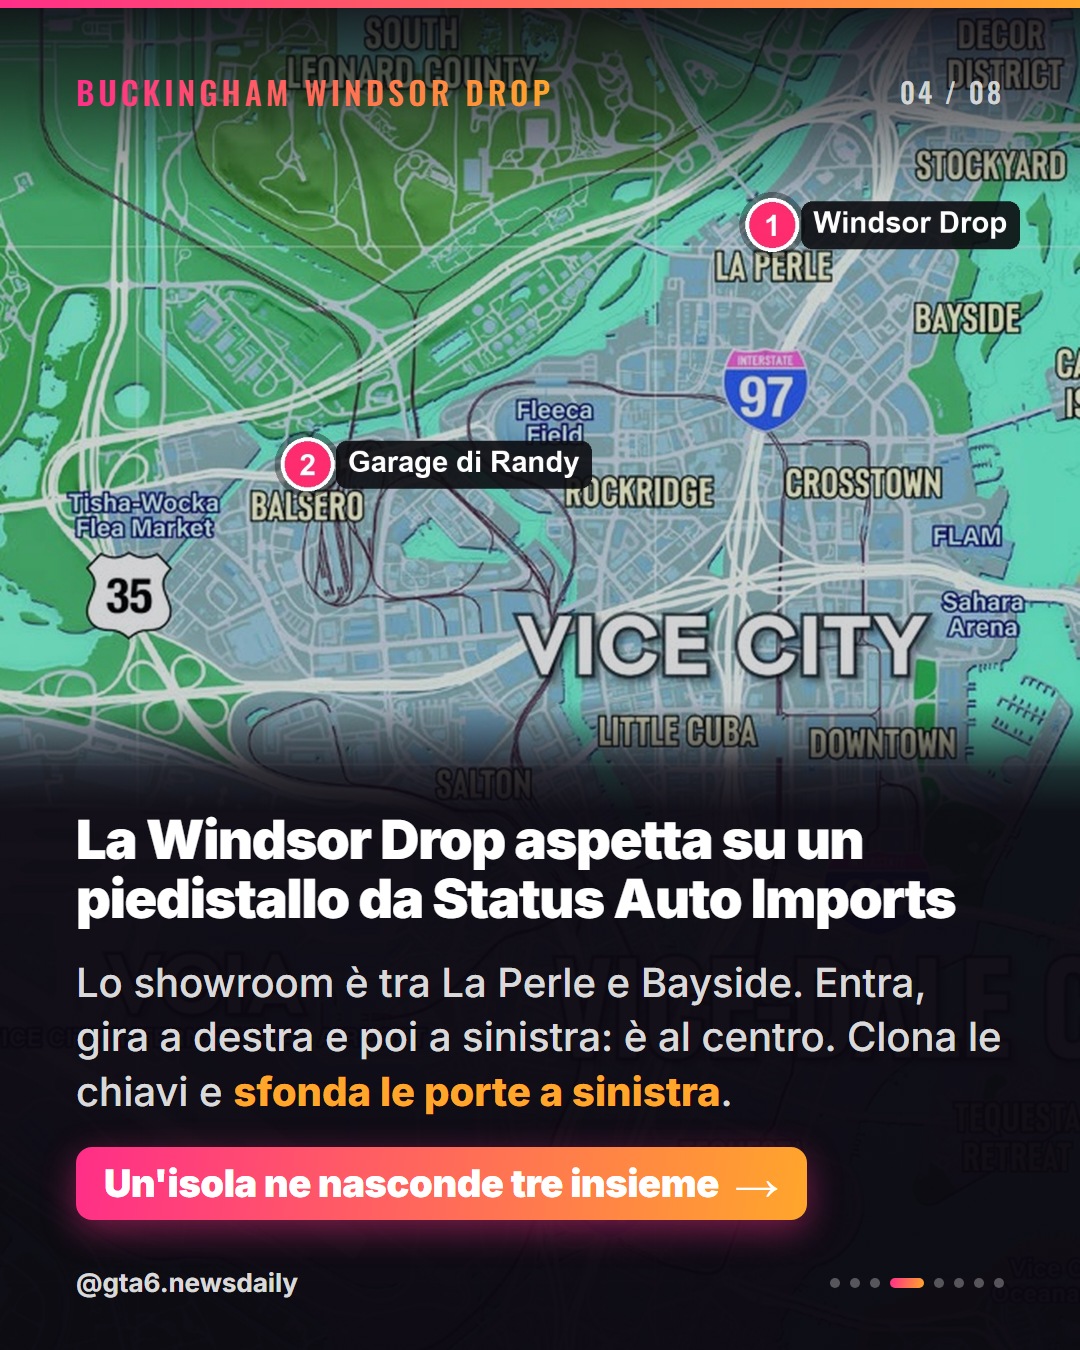 SOUTH
LEONARD COUNTY
DECOR
DISTRICT
BUCKINGHAM WINDSOR DROP
04 / 08
STOCKYARD
1
Windsor Drop
LA PERLE
BAYSIDE
INTERSTATE
97
Fleeca
Field
2
Garage di Randy
Tisha-Wocka
Flea Market
BALSERO
ROCKRIDGE
CROSSTOWN
FLAM
35
Sahara
Arena
VICE CITY
LITTLE CUBA
DOWNTOWN
SALTON
La Windsor Drop aspetta su un
piedistallo da Status Auto Imports
Lo showroom è tra La Perle e Bayside. Entra,
gira a destra e poi a sinistra: è al centro. Clona le
chiavi e sfonda le porte a sinistra.
TEQUESTA
RETREAT
Un'isola ne nasconde tre insieme →
@gta6.newsdaily